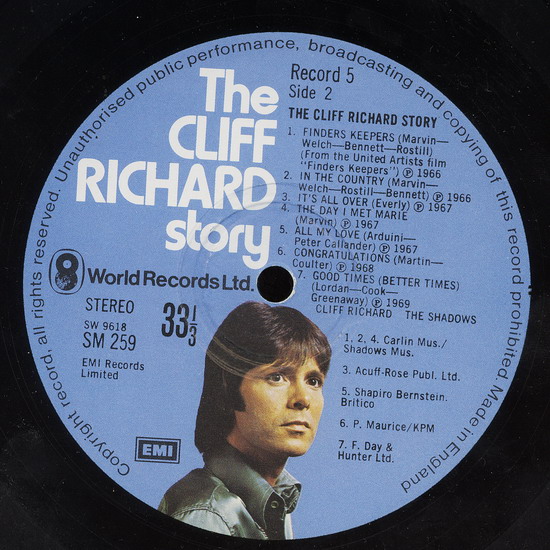 Copyright record, all rights reserved. Unauthorised public performance, broadcasting and copying of this record prohibited Made in England
The
CLIFF
RICHARD
story
Record 5
Side 2
THE CLIFF RICHARD STORY
1. FINDERS KEEPERS (Marvin—
Welch—Bennett—Rostill)
(From the United Artists film
"Finders Keepers") Ⓟ 1966
2. IN THE COUNTRY (Marvin—
Welch—Rostill—Bennett) Ⓟ 1966
3. IT'S ALL OVER (Everly) Ⓟ 1967
4. THE DAY I MET MARIE
(Marvin) Ⓟ 1967
5. ALL MY LOVE (Arduini—
Peter Callander) Ⓟ 1967
6. CONGRATULATIONS (Martin—
Coulter) Ⓟ 1968
7. GOOD TIMES (BETTER TIMES)
(Lordan—Cook—
Greenaway) Ⓟ 1969
CLIFF RICHARD THE SHADOWS
World Records Ltd.
STEREO
SW 9618
SM 259
33⅓
EMI Records
Limited
1, 2, 4. Carlin Mus./
Shadows Mus.
3. Acuff-Rose Publ. Ltd.
5. Shapiro Bernstein.
Britico
6. P. Maurice/KPM
7. F. Day &
Hunter Ltd.
EMI